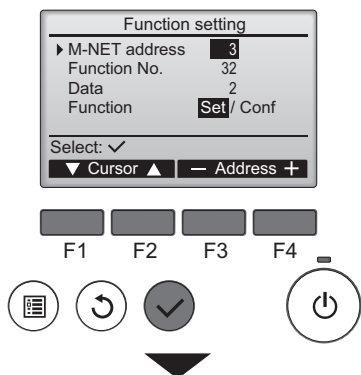 Function setting
M-NET address 3
Function No. 32
Data 2
Function Set / Conf
Select: ✓
▼ Cursor ▲ − Address +
F1 F2 F3 F4